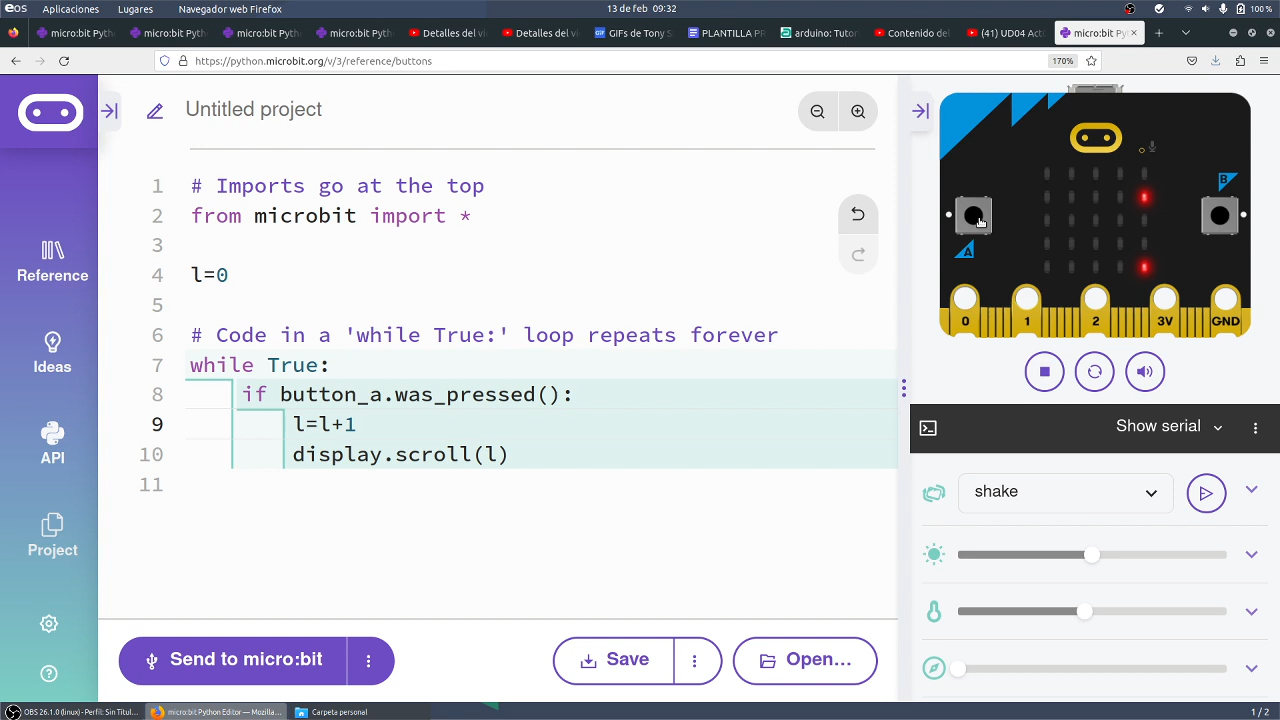 Aplicaciones Lugares Navegador web Firefox 13 de feb 09:32 100 %
micro:bit Pyth micro:bit Pyth micro:bit Pyth micro:bit Pyth Detalles del vi Detalles del vi GIFs de Tony S PLANTILLA PR arduino: Tutor Contenido del (41) UD04 Act micro:bit Py
https://python.microbit.org/v/3/reference/buttons 170%
Untitled project
1 # Imports go at the top
2 from microbit import *
3
4 l=0
5
6 # Code in a 'while True:' loop repeats forever
7 while True:
8 if button_a.was_pressed():
9 l=l+1
10 display.scroll(l)
11
Reference
Ideas
API
Project
B
A
0 1 2 3V GND
Show serial
shake
Send to micro:bit
Save
Open...
OBS 26.1.0 (linux) - Perfil: Sin Titul... micro:bit Python Editor — Mozilla... Carpeta personal 1 / 2